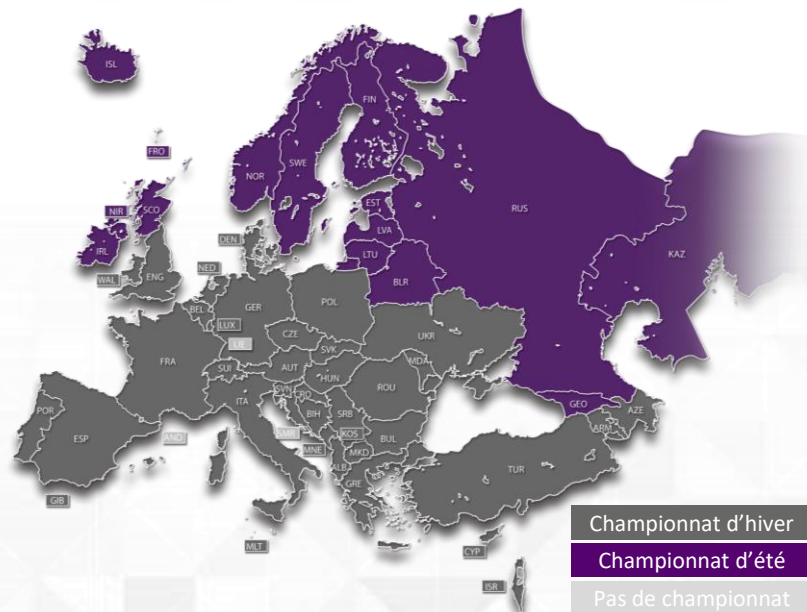 ISL
FIN
FRO
NOR
SWE
RUS
NIR
SCO
EST
IRL
LVA
DEN
LTU
KAZ
WAL
ENG
NED
BLR
BEL
GER
POL
LUX
CZE
UKR
LIE
SVK
FRA
SUI
AUT
HUN
MDA
SVN
CRO
ROU
ITA
BIH
SRB
GEO
POR
ESP
AND
SMR
KOS
BUL
ARM
AZE
MNE
MKD
ALB
GRE
TUR
GIB
MLT
CYP
ISR
Championnat d’hiver
Championnat d’été
Pas de championnat